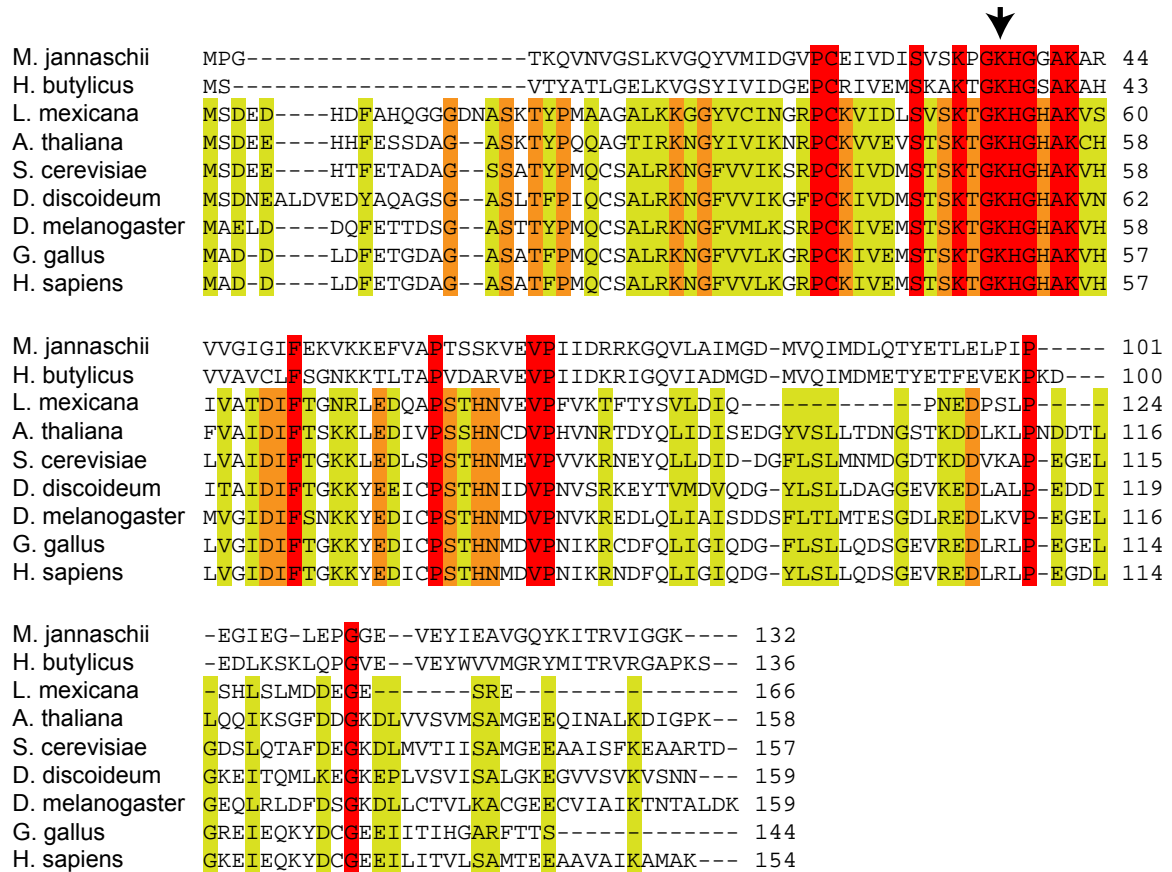 M. jannaschii MPG--------------------TKQVNVGSLKVGQYVMIDGVPCEIVDISVSKPGKHGGAKAR 44
H. butylicus MS---------------------VTYATLGELKVGSYIVIDGEPCRIVEMSKAKTGKHGSAKAH 43
L. mexicana MSDED----HDFAHQGGGDNASKTYPMAAGALKKGGYVCINGRPCKVIDLSVSKTGKHGHAKVS 60
A. thaliana MSDEE----HHFESSDAG--ASKTYPQQAGTIRKNGYIVIKNRPCKVVEVSTSKTGKHGHAKCH 58
S. cerevisiae MSDEE----HTFETADAG--SSATYPMQCSALRKNGFVVIKSRPCKIVDMSTSKTGKHGHAKVH 58
D. discoideum MSDNEALDVEDYAQAGSG--ASLTFPIQCSALRKNGFVVIKGFPCKIVDMSTSKTGKHGHAKVN 62
D. melanogaster MAELD----DQFETTDSG--ASTTYPMQCSALRKNGFVMLKSRPCKIVEMSTSKTGKHGHAKVH 58
G. gallus MAD-D----LDFETGDAG--ASATFPMQCSALRKNGFVVLKGRPCKIVEMSTSKTGKHGHAKVH 57
H. sapiens MAD-D----LDFETGDAG--ASATFPMQCSALRKNGFVVLKGRPCKIVEMSTSKTGKHGHAKVH 57
M. jannaschii VVGIGIFEKVKKEFVAPTSSKVEVPIIDRRKGQVLAIMGD-MVQIMDLQTYETLELPIP----- 101
H. butylicus VVAVCLFSGNKKTLTAPVDARVEVPIIDKRIGQVIADMGD-MVQIMDMETYETFEVEKPKD--- 100
L. mexicana IVATDIFTGNRLEDQAPSTHNVEVPFVKTFTYSVLDIQ-----------PNEDPSLP------- 124
A. thaliana FVAIDIFTSKKLEDIVPSSHNCDVPHVNRTDYQLIDISEDGYVSLLTDNGSTKDDLKLPNDDTL 116
S. cerevisiae LVAIDIFTGKKLEDLSPSTHNMEVPVVKRNEYQLLDID-DGFLSLMNMDGDTKDDVKAP-EGEL 115
D. discoideum ITAIDIFTGKKYEEICPSTHNIDVPNVSRKEYTVMDVQDG-YLSLLDAGGEVKEDLALP-EDDI 119
D. melanogaster MVGIDIFSNKKYEDICPSTHNMDVPNVKREDLQLIAISDDSFLTLMTESGDLREDLKVP-EGEL 116
G. gallus LVGIDIFTGKKYEDICPSTHNMDVPNIKRCDFQLIGIQDG-FLSLLQDSGEVREDLRLP-EGEL 114
H. sapiens LVGIDIFTGKKYEDICPSTHNMDVPNIKRNDFQLIGIQDG-YLSLLQDSGEVREDLRLP-EGDL 114
M. jannaschii -EGIEG-LEPGGE--VEYIEAVGQYKITRVIGGK---- 132
H. butylicus -EDLKSKLQPGVE--VEYWVVMGRYMITRVRGAPKS-- 136
L. mexicana -SHLSLMDDEGE-------SRE---------------- 166
A. thaliana LQQIKSGFDDGKDLVVSVMSAMGEEQINALKDIGPK-- 158
S. cerevisiae GDSLQTAFDEGKDLMVTIISAMGEEAAISFKEAARTD- 157
D. discoideum GKEITQMLKEGKEPLVSVISALGKEGVVSVKVSNN--- 159
D. melanogaster GEQLRLDFDSGKDLLCTVLKACGEECVIAIKTNTALDK 159
G. gallus GREIEQKYDCGEEIITIHGARFTTS------------- 144
H. sapiens GKEIEQKYDCGEEILITVLSAMTEEAAVAIKAMAK--- 154